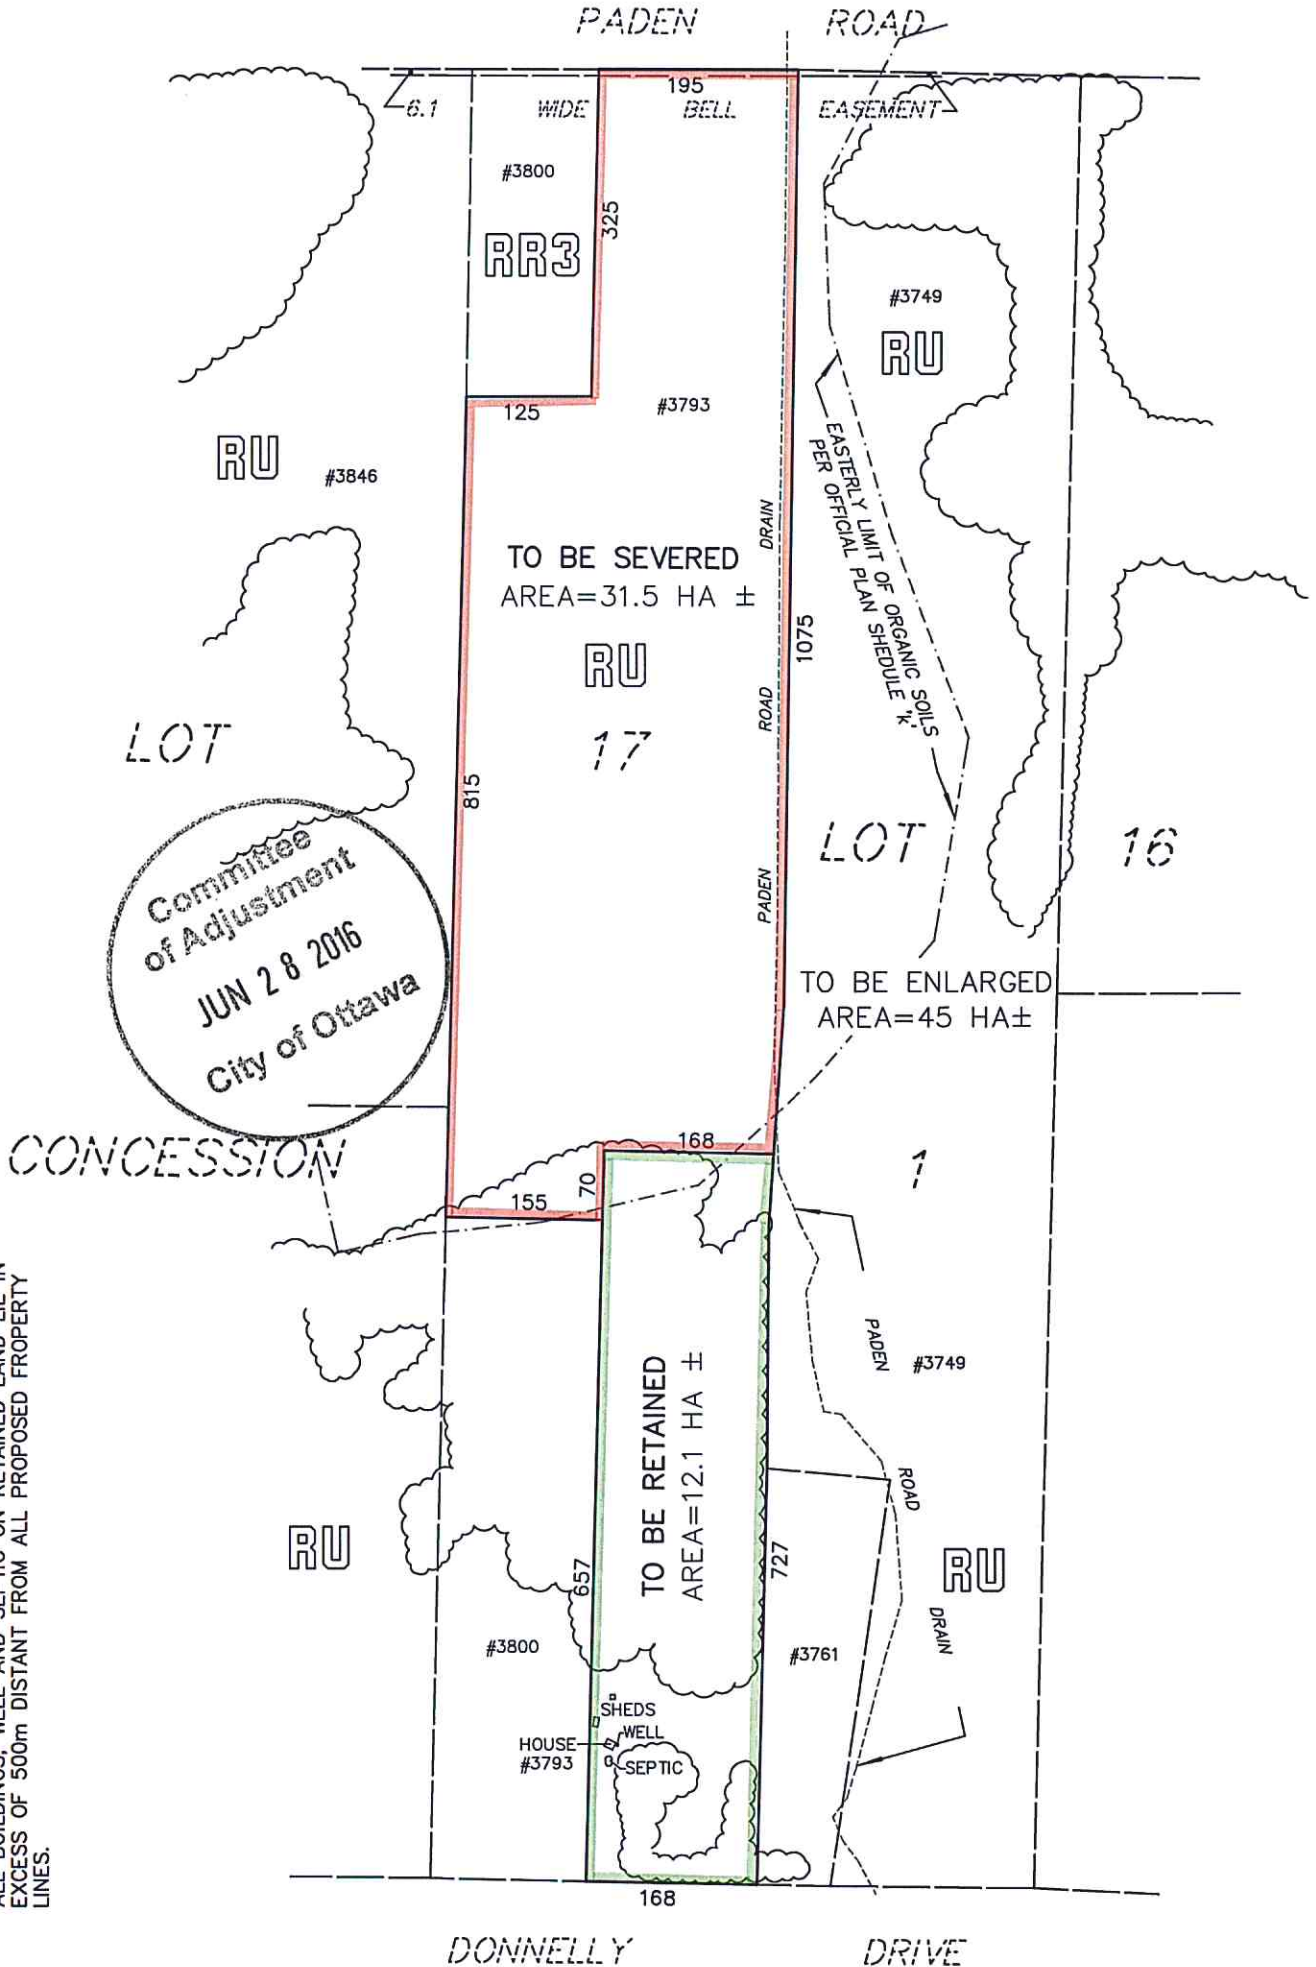 PADEN ROAD
195
6.1 WIDE BELL EASEMENT
#3800
325
RR3
#3749
RU
125
#3793
RU
#3846
EASTERLY LIMIT OF ORGANIC SOILS
PER OFFICIAL PLAN SHEDULE 'k'
TO BE SEVERED
AREA=31.5 HA ±
RU
17
1075
PADEN ROAD DRAIN
LOT
815
LOT
16
Committee
of Adjustment
JUN 28 2016
City of Ottawa
TO BE ENLARGED
AREA=45 HA±
CONCESSION
1
168
70
155
PADEN ROAD DRAIN
#3749
TO BE RETAINED
AREA=12.1 HA ±
RU
657
727
RU
#3800
#3761
SHEDS
WELL
HOUSE
#3793
SEPTIC
168
DONNELLY DRIVE
EXCESS OF 500m DISTANT FROM ALL PROPOSED FROPERTY
LINES.